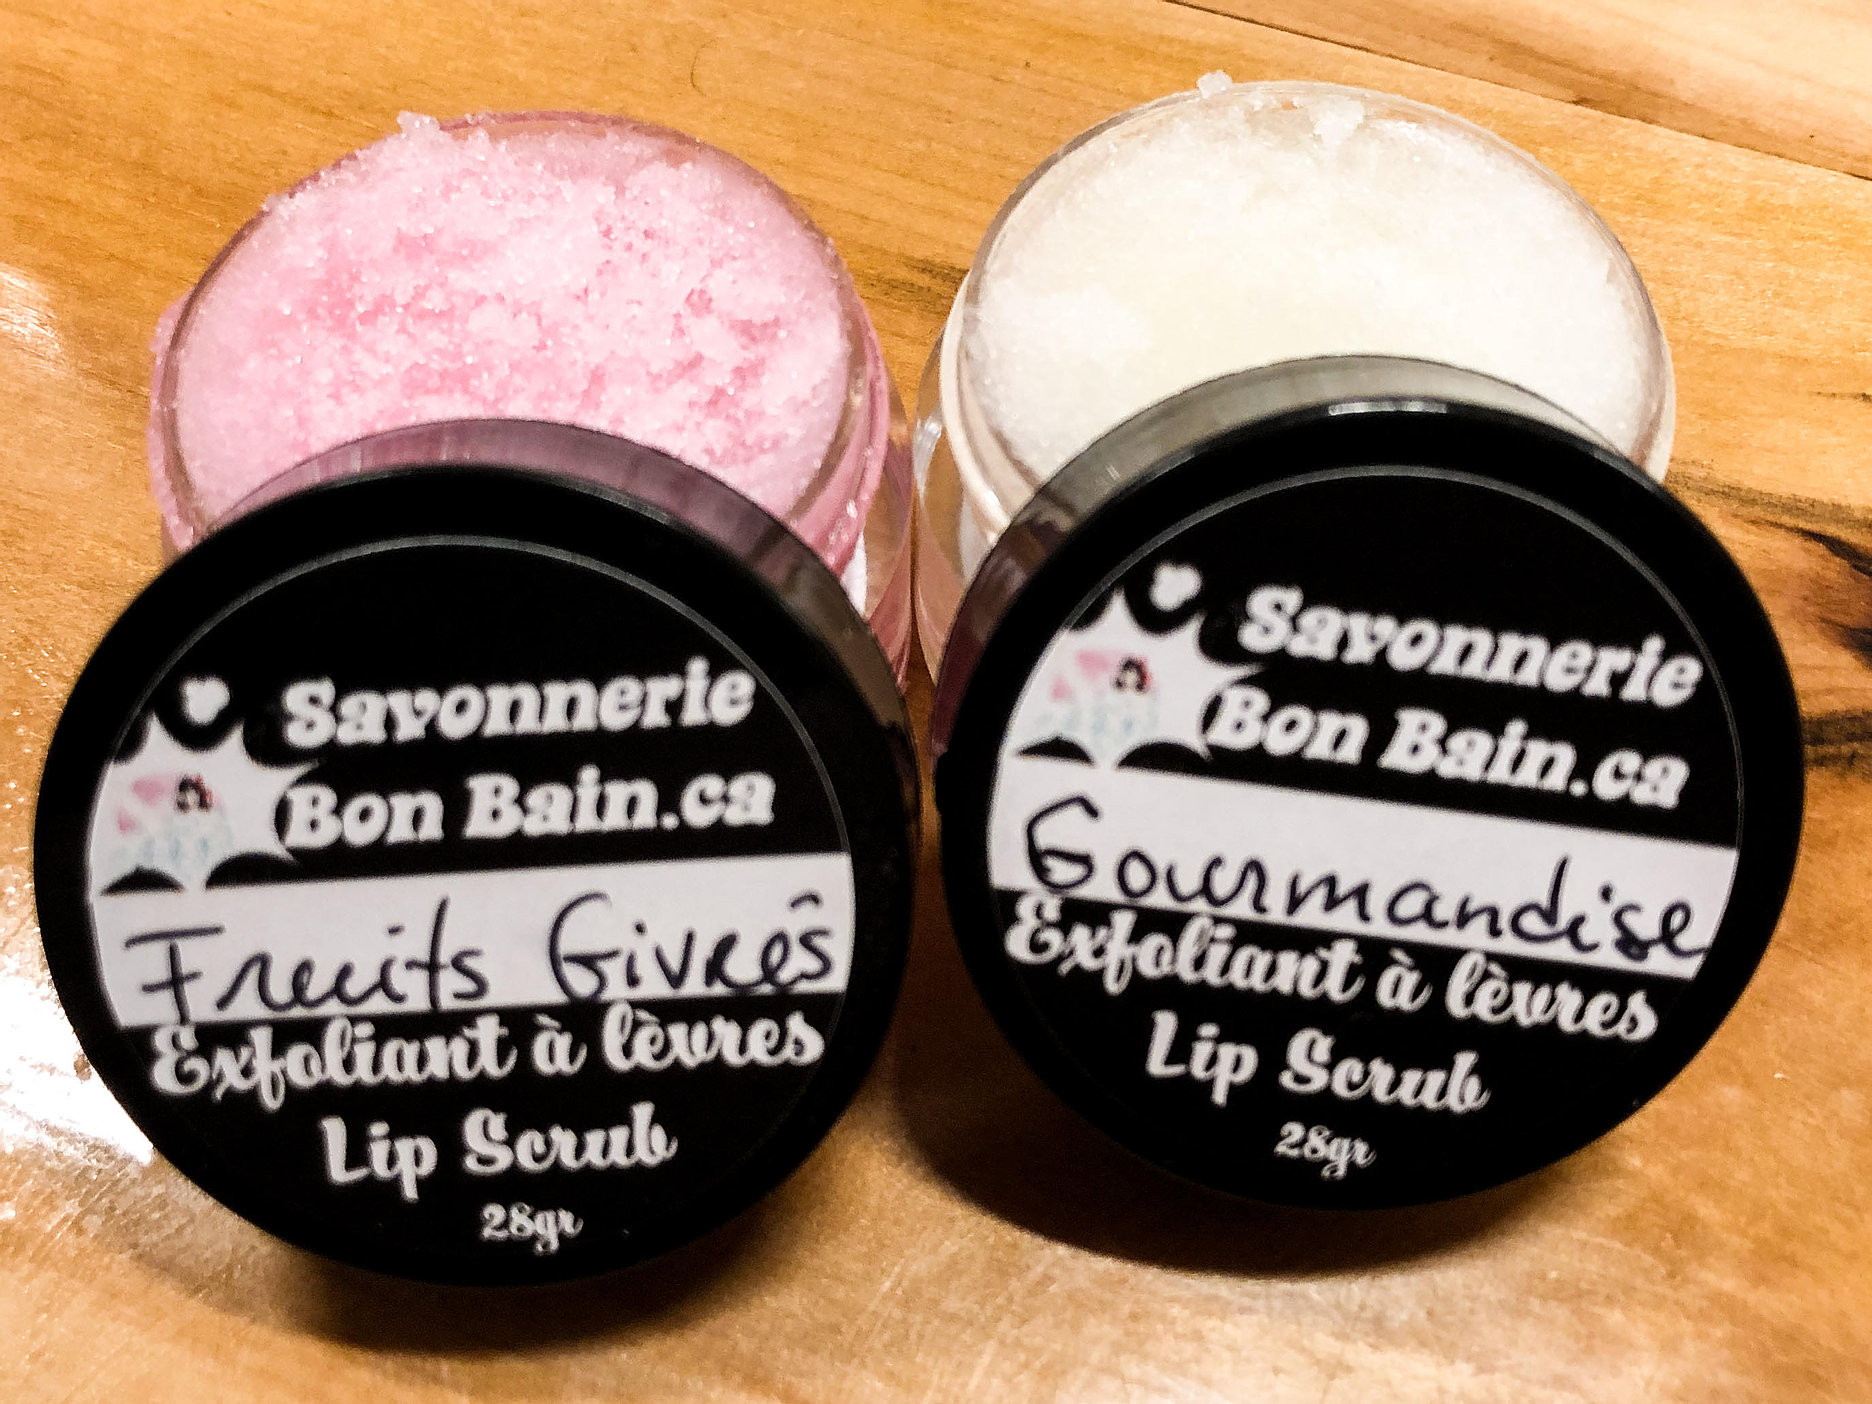 Savonnerie
Bon Bain.ca
Fruits Givrês
Exfoliant à lèvres
Lip Scrub
28gr
Savonnerie
Bon Bain.ca
Gourmandise
Exfoliant à lèvres
Lip Scrub
28gr